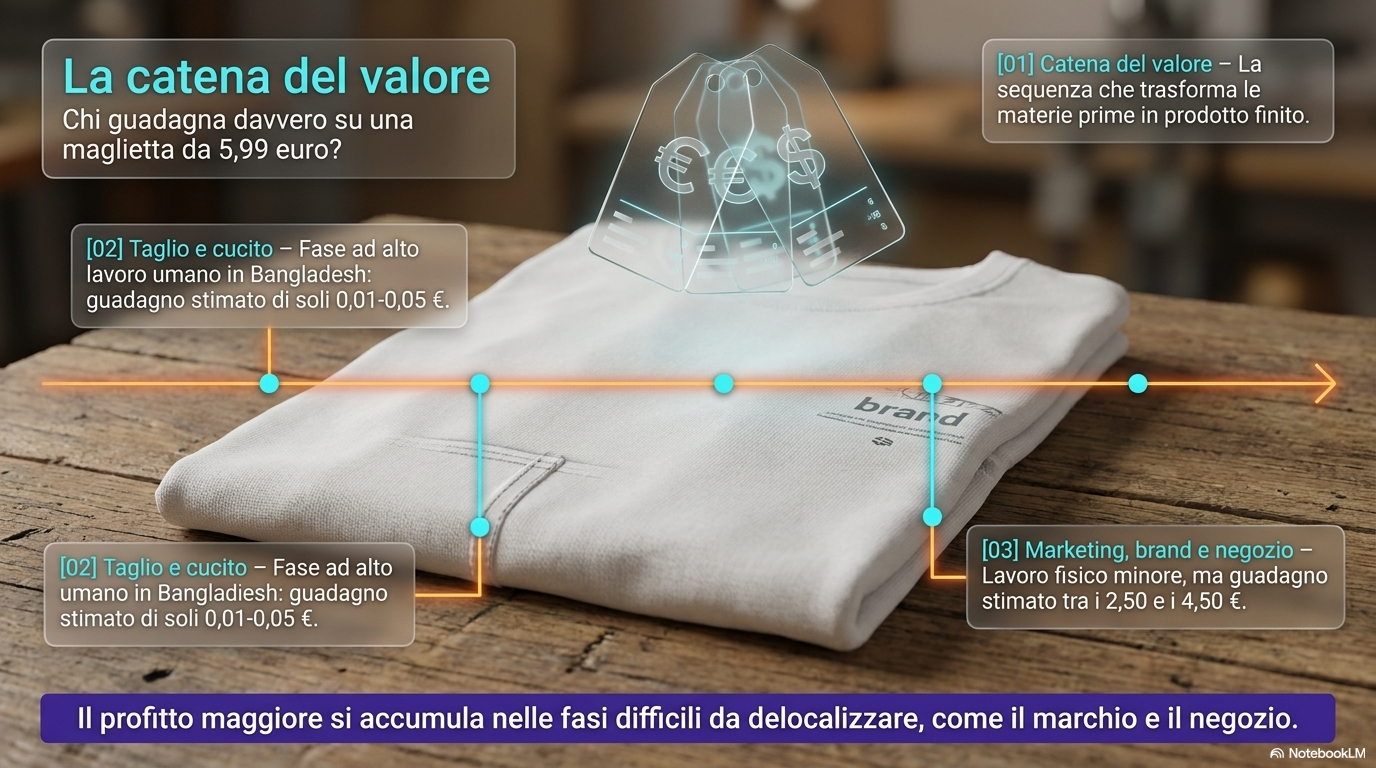 La catena del valore
Chi guadagna davvero su una
maglietta da 5,99 euro?
[01] Catena del valore – La
sequenza che trasforma le
materie prime in prodotto finito.
[02] Taglio e cucito – Fase ad alto
lavoro umano in Bangladesh:
guadagno stimato di soli 0,01-0,05 €.
€ € $ $
brand
[02] Taglio e cucito – Fase ad alto
umano in Bangladiesh: guadagno
stimato di soli 0,01-0,05 €.
[03] Marketing, brand e negozio –
Lavoro fisico minore, ma guadagno
stimato tra i 2,50 e i 4,50 €.
Il profitto maggiore si accumula nelle fasi difficili da delocalizzare, come il marchio e il negozio.
NotebookLM